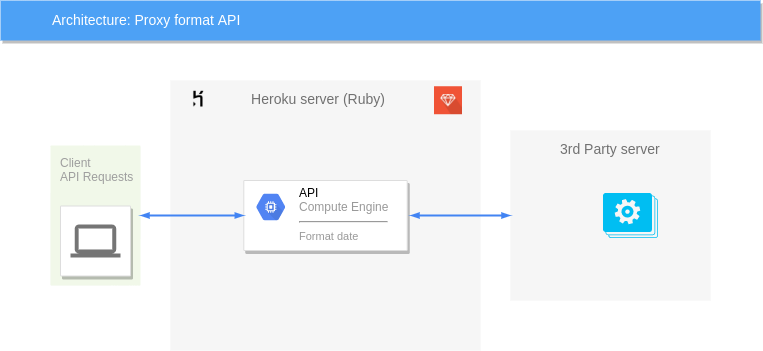 Architecture: Proxy format API
Heroku server (Ruby)
Client
API Requests
API
Compute Engine
Format date
3rd Party server